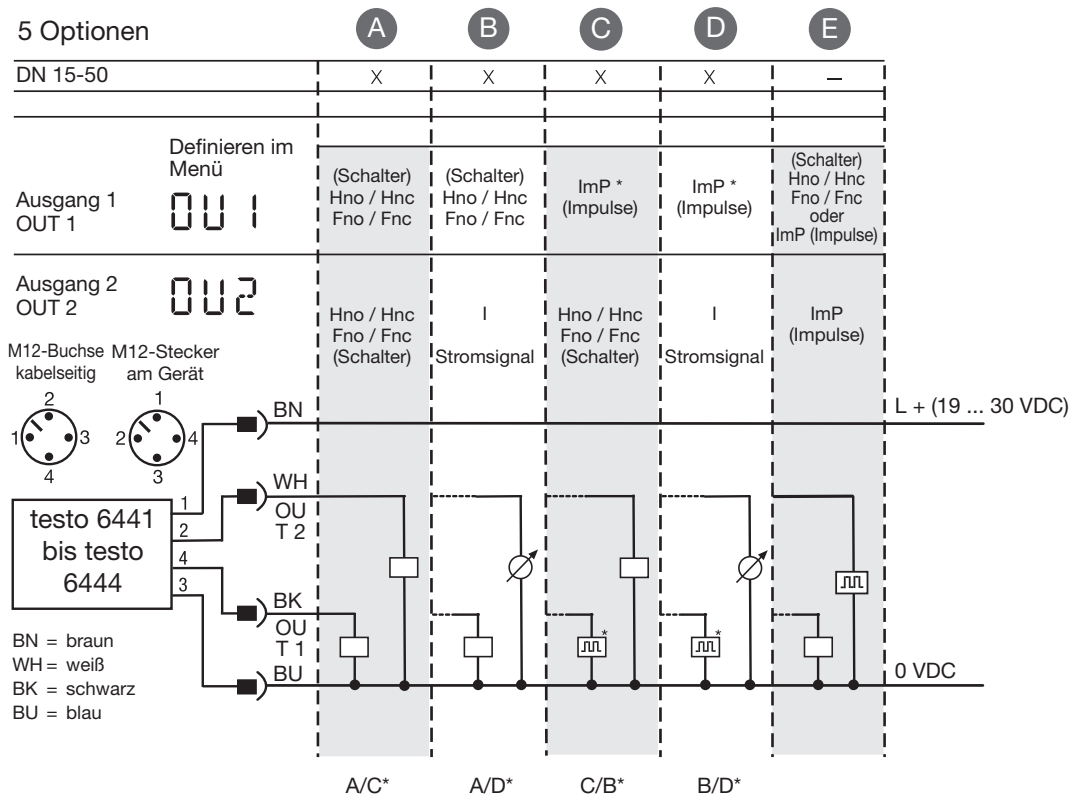 5 Optionen A B C D E
DN 15-50 X X X X –
Definieren im
Menü
Ausgang 1
OUT 1
OU1
(Schalter)
Hno / Hnc
Fno / Fnc
(Schalter)
Hno / Hnc
Fno / Fnc
ImP *
(Impulse)
ImP *
(Impulse)
(Schalter)
Hno / Hnc
Fno / Fnc
oder
ImP (Impulse)
Ausgang 2
OUT 2
OU2
Hno / Hnc
Fno / Fnc
(Schalter)
I
Stromsignal
Hno / Hnc
Fno / Fnc
(Schalter)
I
Stromsignal
ImP
(Impulse)
M12-Buchse
kabelseitig
2
1 3
4
M12-Stecker
am Gerät
1
2 4
3
BN
L + (19 ... 30 VDC)
WH
OU
T 2
testo 6441
bis testo
6444
1
2
4
3
BK
OU
T 1
* *
BU
0 VDC
BN = braun
WH = weiß
BK = schwarz
BU = blau
A/C* A/D* C/B* B/D*